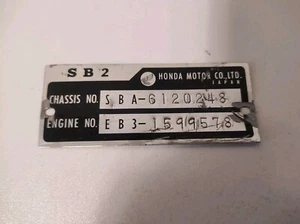 SB2
HONDA MOTOR CO., LTD.
JAPAN
CHASSIS NO. SBA-6120248
ENGINE NO. EB3-1599578